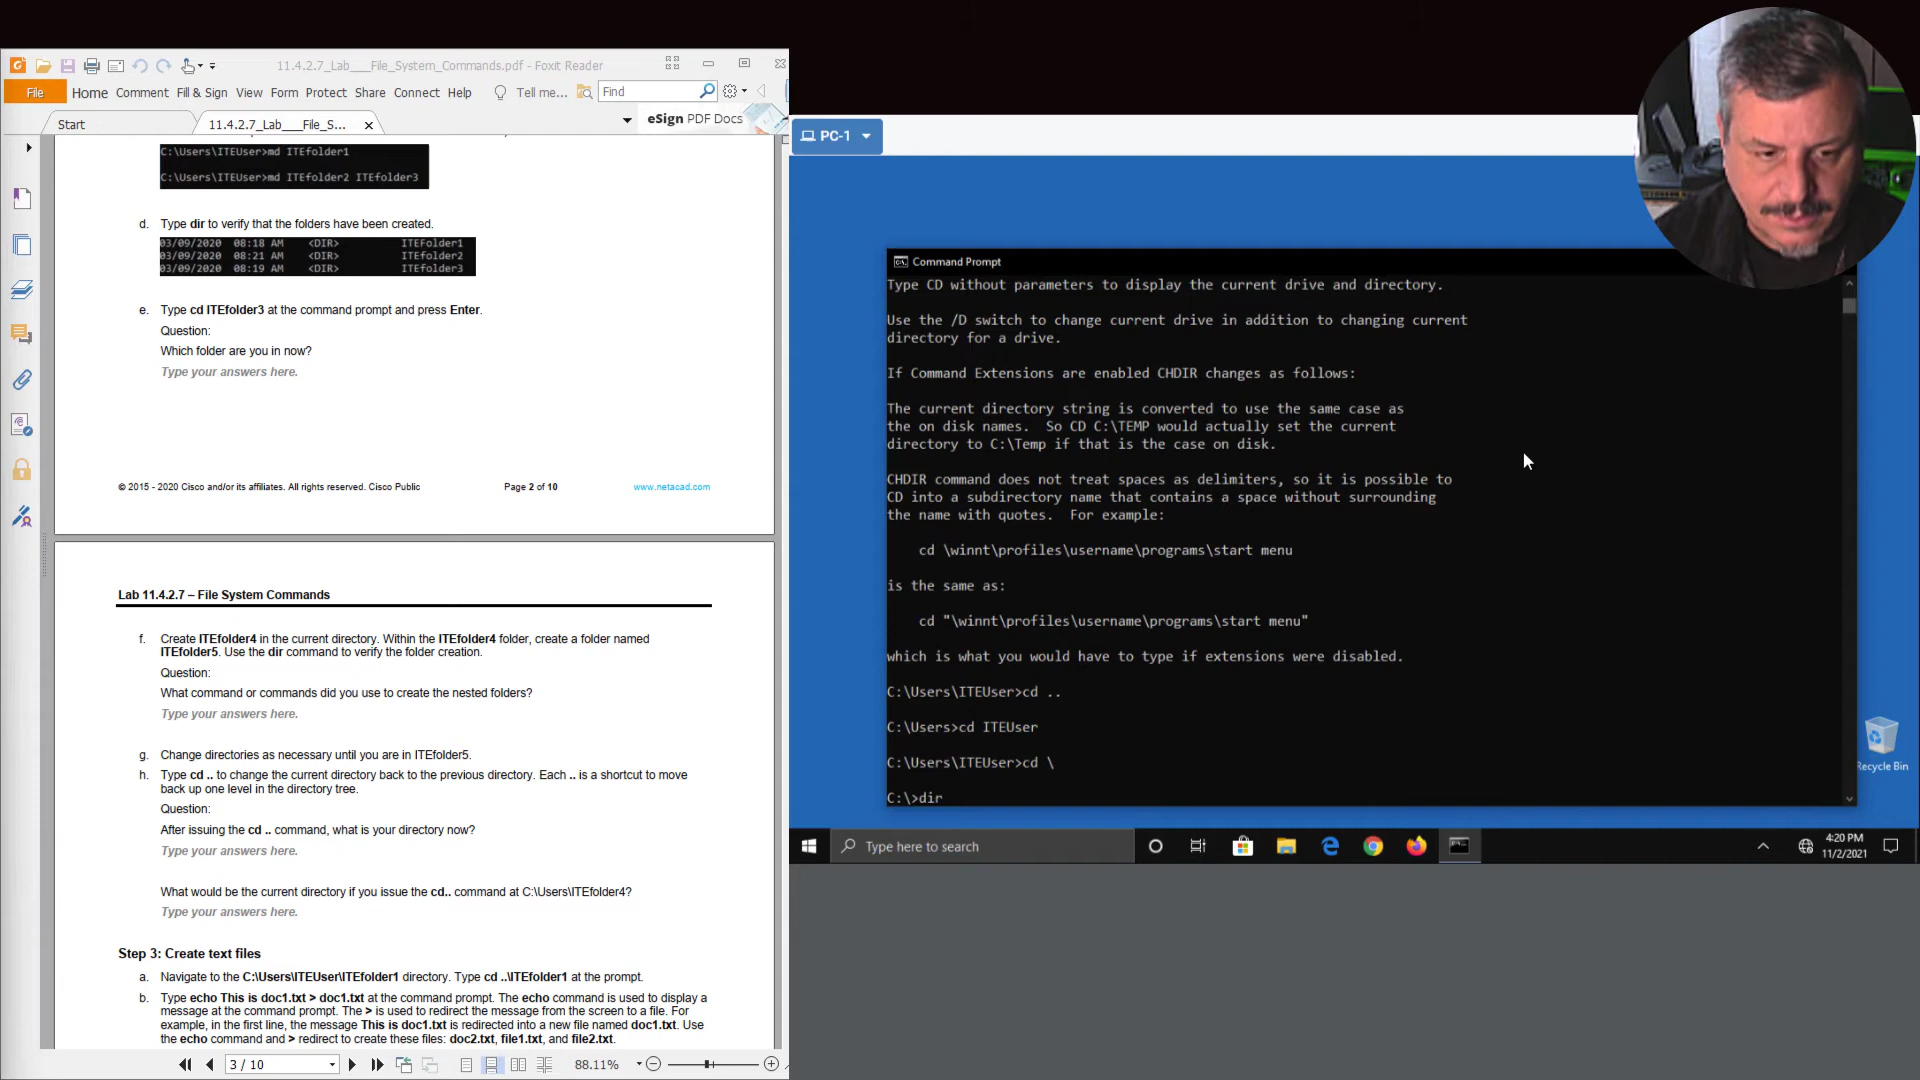 11.4.2.7_Lab___File_System_Commands.pdf - Foxit Reader
File Home Comment Fill & Sign View Form Protect Share Connect Help Tell me... Find
Start 11.4.2.7_Lab___File_S... eSign PDF Docs
C:\Users\ITEUser>md ITEfolder1
C:\Users\ITEUser>md ITEfolder2 ITEfolder3
d. Type dir to verify that the folders have been created.
03/09/2020 08:18 AM <DIR> ITEFolder1
03/09/2020 08:21 AM <DIR> ITEFolder2
03/09/2020 08:19 AM <DIR> ITEFolder3
e. Type cd ITEfolder3 at the command prompt and press Enter.
Question:
Which folder are you in now?
Type your answers here.
© 2015 - 2020 Cisco and/or its affiliates. All rights reserved. Cisco Public Page 2 of 10 www.netacad.com
Lab 11.4.2.7 – File System Commands
f. Create ITEfolder4 in the current directory. Within the ITEfolder4 folder, create a folder named
ITEfolder5. Use the dir command to verify the folder creation.
Question:
What command or commands did you use to create the nested folders?
Type your answers here.
g. Change directories as necessary until you are in ITEfolder5.
h. Type cd .. to change the current directory back to the previous directory. Each .. is a shortcut to move
back up one level in the directory tree.
Question:
After issuing the cd .. command, what is your directory now?
Type your answers here.
What would be the current directory if you issue the cd.. command at C:\Users\ITEfolder4?
Type your answers here.
Step 3: Create text files
a. Navigate to the C:\Users\ITEUser\ITEfolder1 directory. Type cd ..\ITEfolder1 at the prompt.
b. Type echo This is doc1.txt > doc1.txt at the command prompt. The echo command is used to display a
message at the command prompt. The > is used to redirect the message from the screen to a file. For
example, in the first line, the message This is doc1.txt is redirected into a new file named doc1.txt. Use
the echo command and > redirect to create these files: doc2.txt, file1.txt, and file2.txt.
3 / 10 88.11%
PC-1
Command Prompt
Type CD without parameters to display the current drive and directory.
Use the /D switch to change current drive in addition to changing current
directory for a drive.
If Command Extensions are enabled CHDIR changes as follows:
The current directory string is converted to use the same case as
the on disk names. So CD C:\TEMP would actually set the current
directory to C:\Temp if that is the case on disk.
CHDIR command does not treat spaces as delimiters, so it is possible to
CD into a subdirectory name that contains a space without surrounding
the name with quotes. For example:
cd \winnt\profiles\username\programs\start menu
is the same as:
cd "\winnt\profiles\username\programs\start menu"
which is what you would have to type if extensions were disabled.
C:\Users\ITEUser>cd ..
C:\Users>cd ITEUser
C:\Users\ITEUser>cd \
C:\>dir
Recycle Bin
Type here to search
4:20 PM
11/2/2021